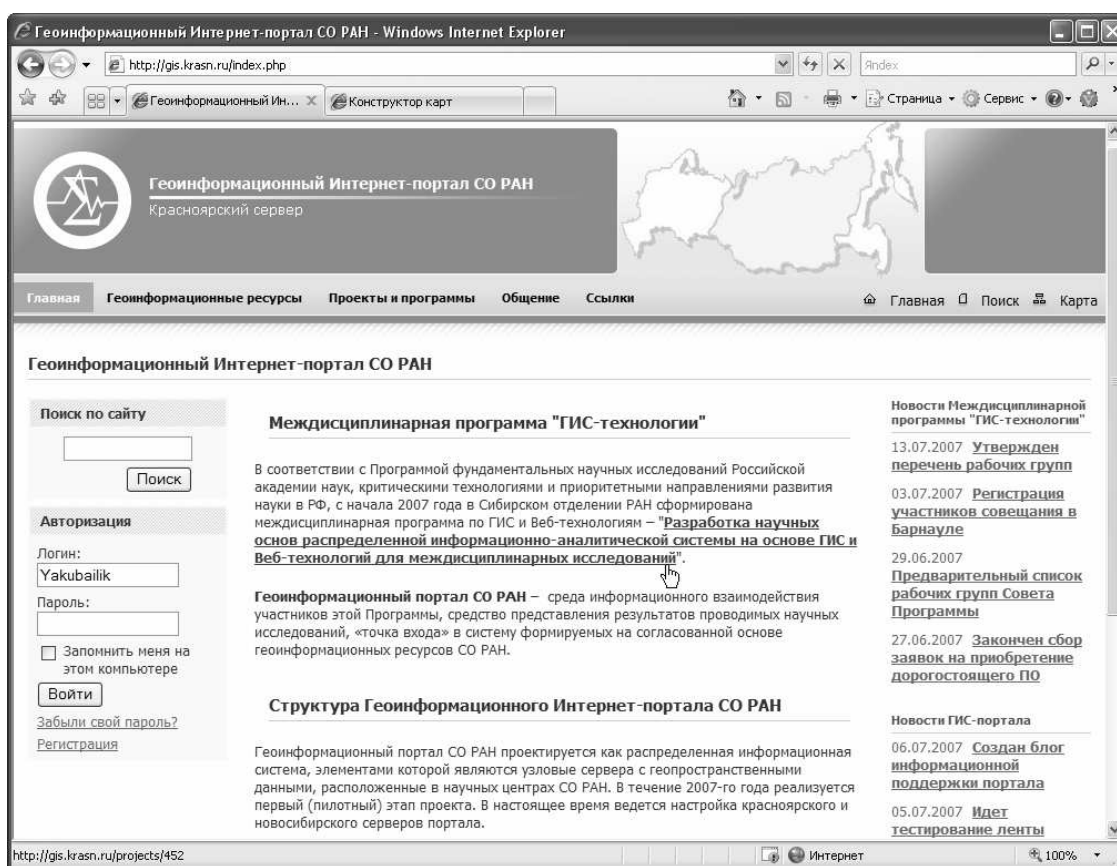 Геоинформационный Интернет-портал СО РАН - Windows Internet Explorer
http://gis.krasn.ru/index.php
Яndex
Геоинформационный Ин...
Конструктор карт
Страница
Сервис
Геоинформационный Интернет-портал СО РАН
Красноярский сервер
Главная Геоинформационные ресурсы Проекты и программы Общение Ссылки
Главная Поиск Карта
Геоинформационный Интернет-портал СО РАН
Поиск по сайту
Поиск
Авторизация
Логин:
Yakubailik
Пароль:
Запомнить меня на
этом компьютере
Войти
Забыли свой пароль?
Регистрация
Междисциплинарная программа "ГИС-технологии"
В соответствии с Программой фундаментальных научных исследований Российской
академии наук, критическими технологиями и приоритетными направлениями развития
науки в РФ, с начала 2007 года в Сибирском отделении РАН сформирована
междисциплинарная программа по ГИС и Веб-технологиям – "Разработка научных
основ распределенной информационно-аналитической системы на основе ГИС и
Веб-технологий для междисциплинарных исследований".
Геоинформационный портал СО РАН – среда информационного взаимодействия
участников этой Программы, средство представления результатов проводимых научных
исследований, «точка входа» в систему формируемых на согласованной основе
геоинформационных ресурсов СО РАН.
Структура Геоинформационного Интернет-портала СО РАН
Геоинформационный портал СО РАН проектируется как распределенная информационная
система, элементами которой являются узловые сервера с геопространственными
данными, расположенные в научных центрах СО РАН. В течение 2007-го года реализуется
первый (пилотный) этап проекта. В настоящее время ведется настройка красноярского и
новосибирского серверов портала.
Новости Междисциплинарной
программы "ГИС-технологии"
13.07.2007 Утвержден
перечень рабочих групп
03.07.2007 Регистрация
участников совещания в
Барнауле
29.06.2007
Предварительный список
рабочих групп Совета
Программы
27.06.2007 Закончен сбор
заявок на приобретение
дорогостоящего ПО
Новости ГИС-портала
06.07.2007 Создан блог
информационной
поддержки портала
05.07.2007 Идет
тестирование ленты
http://gis.krasn.ru/projects/452
Интернет
100%